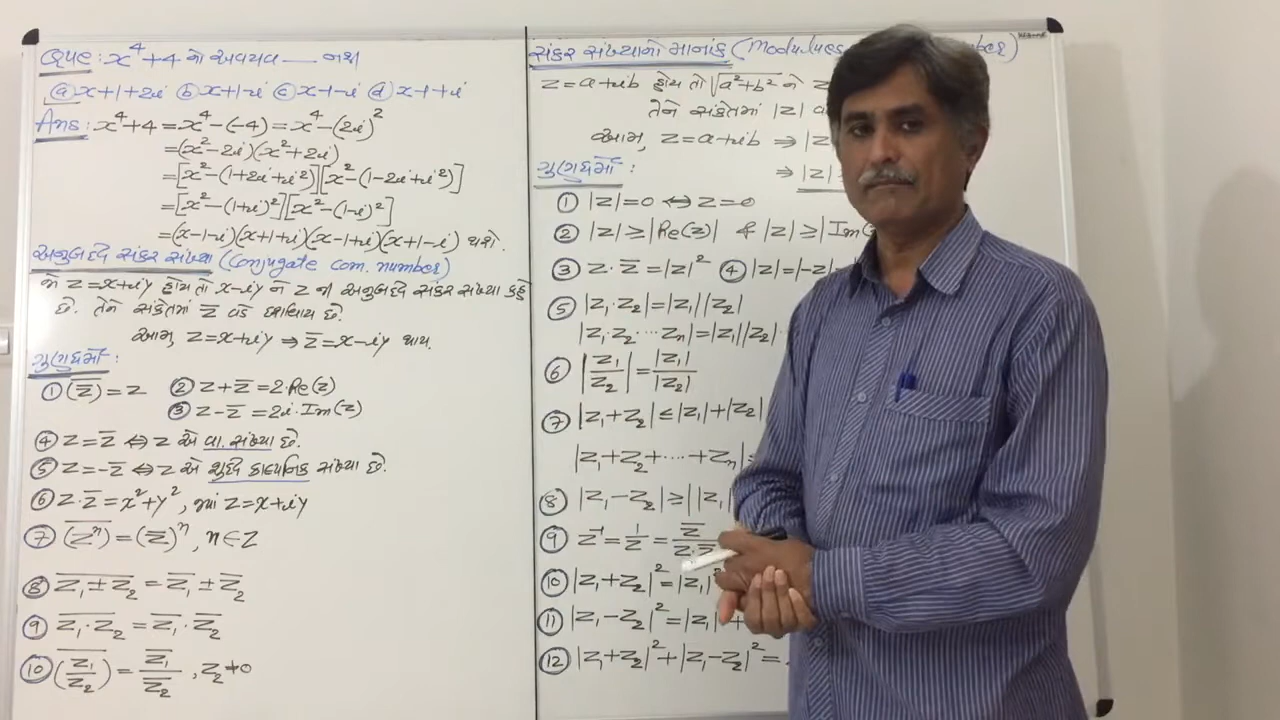 Que: x⁴+4 નો અવયવ — નથી
ⓐ x+1+2i ⓑ x+1-i ⓒ x-1-i ⓓ x-1+i
Ans: x⁴+4 = x⁴-(-4) = x⁴-(2i)²
=(x²-2i)(x²+2i)
=[x²-(1+2i+i²)][x²-(1-2i+i²)]
=[x²-(1+i)²][x²-(1-i)²]
=(x-1-i)(x+1+i)(x-1+i)(x+1-i) થશે.
અનુબદ્ધ સંકર સંખ્યા (conjugate com. number)
જો z=x+iy હોય તો x-iy ને z ની અનુબદ્ધ સંકર સંખ્યા કહે
છે. તેને સંકેતમાં z̅ વડે દર્શાવાય છે.
આમ, z=x+iy ⇒ z̅=x-iy થાય.
ગુણધર્મો:
① (z̅)̅ = z ② z+z̅=2·Re(z)
③ z-z̅=2i·Im(z)
④ z=z̅ ⇔ z એ વા. સંખ્યા છે.
⑤ z=-z̅ ⇔ z એ શુદ્ધ કાલ્પનિક સંખ્યા છે.
⑥ z·z̅=x²+y², જ્યાં z=x+iy
⑦ \overline{(zⁿ)} = (z̅)ⁿ, n∈Z
⑧ \overline{z₁±z₂} = z̅₁±z̅₂
⑨ \overline{z₁·z₂} = z̅₁·z̅₂
⑩ \overline{(z₁/z₂)} = z̅₁/z̅₂, z₂≠0
સંકર સંખ્યાનો માનાંક (Modulues
z=a+ib હોય તો √(a²+b²) ને z
તેને સંકેતમાં |z| વ
આમ, z=a+ib ⇒ |z
ગુણધર્મો: ⇒ |z|
① |z|=0 ⇔ z=0
② |z|≥|Re(z)| & |z|≥|Im(z
③ z·z̅=|z|² ④ |z|=|-z|
⑤ |z₁·z₂|=|z₁||z₂|
|z₁·z₂···zₙ|=|z₁||z₂|·
⑥ |z₁/z₂| = |z₁|/|z₂|
⑦ |z₁+z₂|≤|z₁|+|z₂|
|z₁+z₂+···+zₙ|≤
⑧ |z₁-z₂|≥||z₁|
⑨ z⁻¹=1/z=z̅/(z·z̅)
⑩ |z₁+z₂|²=|z₁|²
⑪ |z₁-z₂|²=|z₁|²+
⑫ |z₁+z₂|²+|z₁-z₂|²=